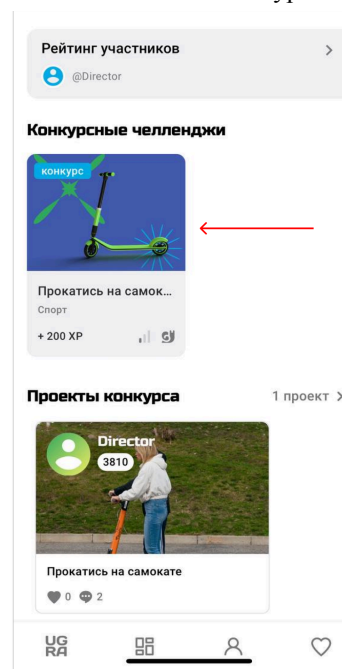 Рейтинг участников
@Director
Конкурсные челленджи
конкурс
Прокатись на самок...
Спорт
+ 200 XP
Проекты конкурса
1 проект
Director
3810
Прокатись на самокате
0 2
UG
RA